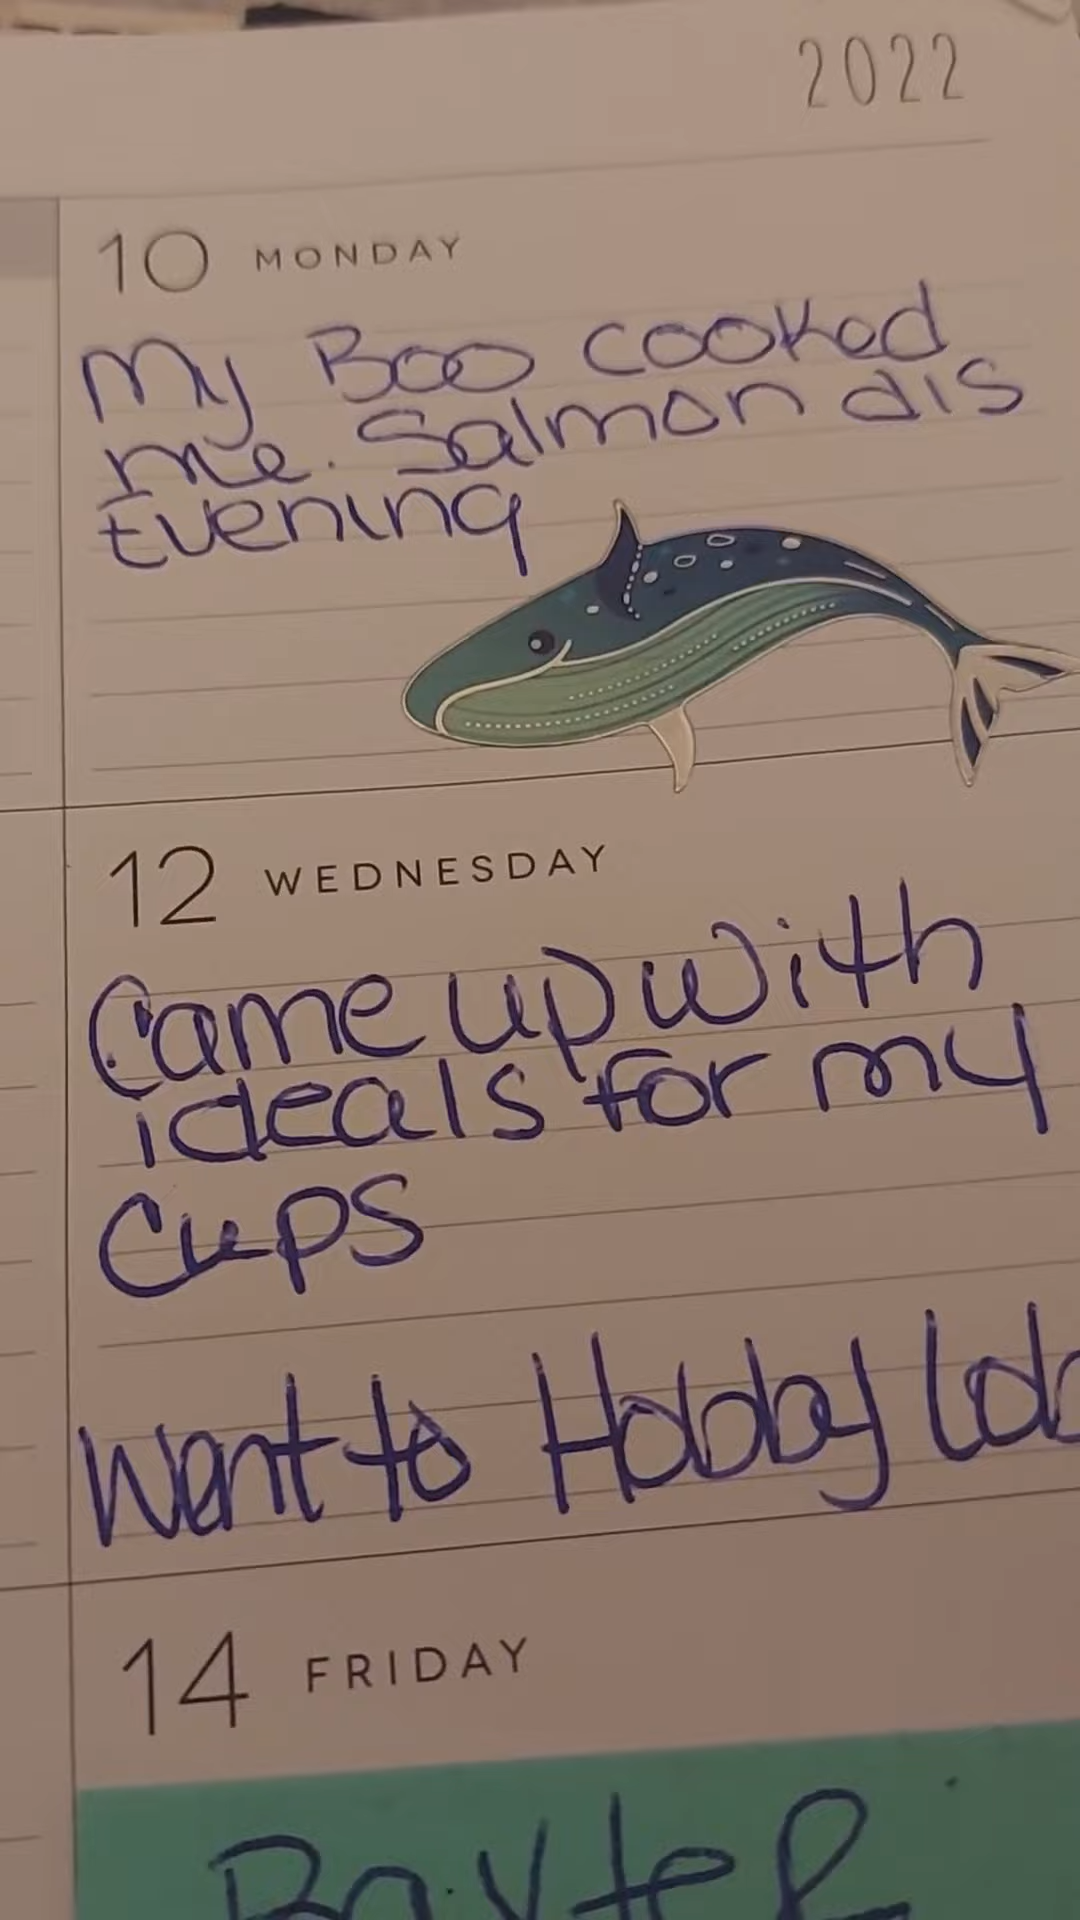 2022
10 MONDAY
My Boo cooked
me. Salmon dis
Evening
12 WEDNESDAY
Came up with
ideals for my
Cups
Went to Hobby
14 FRIDAY
Baxter